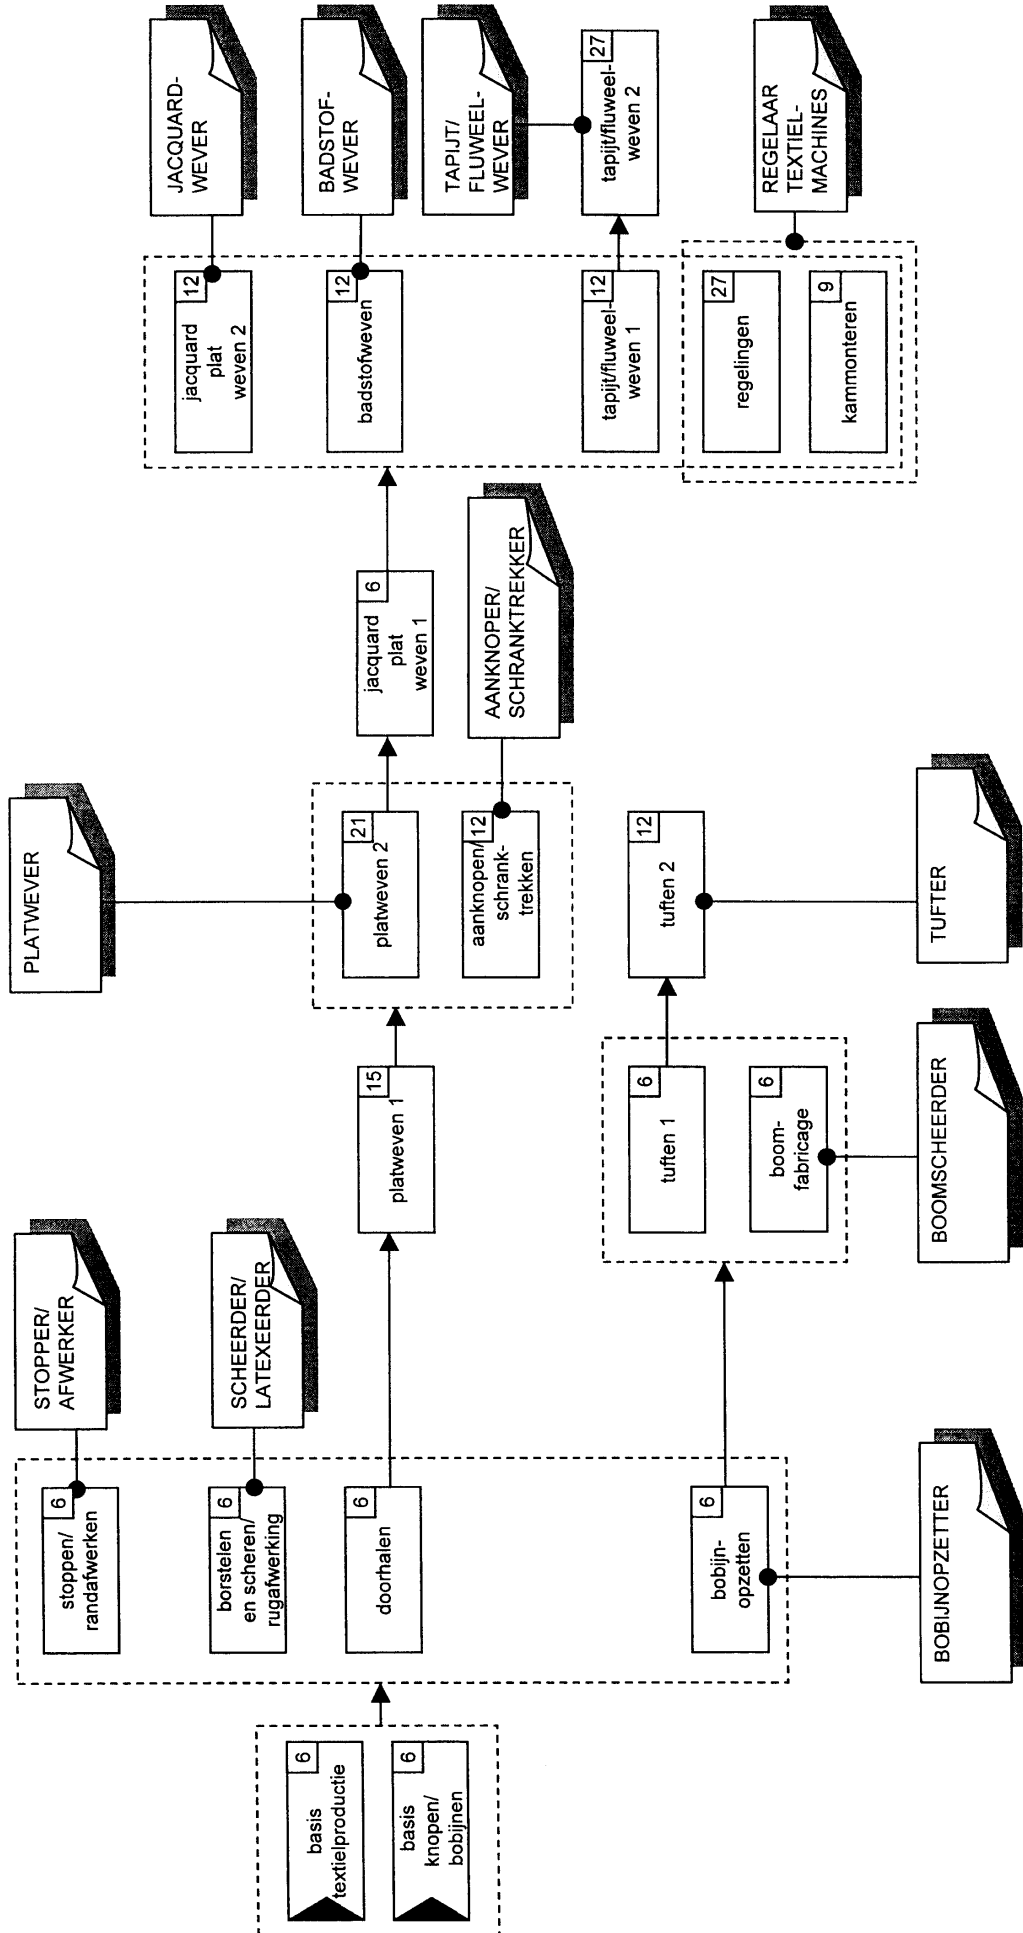 basis
textielproductie
6
basis
knopen/
bobijnen
6
stoppen/
randafwerken
6
STOPPER/
AFWERKER
borstelen
en scheren/
rugafwerking
6
SCHEERDER/
LATEXEERDER
doorhalen
6
bobijn-
opzetten
6
BOBIJNOPZETTER
platweven 1
15
tuften 1
6
boom-
fabricage
6
BOOMSCHEERDER
PLATWEVER
platweven 2
21
aanknopen/
schrank-
trekken
12
AANKNOPER/
SCHRANKTREKKER
tuften 2
12
TUFTER
jacquard
plat
weven 1
6
jacquard
plat
weven 2
12
JACQUARD-
WEVER
badstofweven
12
BADSTOF-
WEVER
tapijt/fluweel-
weven 1
12
TAPIJT/
FLUWEEL-
WEVER
tapijt/fluweel-
weven 2
27
regelingen
27
kammonteren
9
REGELAAR
TEXTIEL-
MACHINES